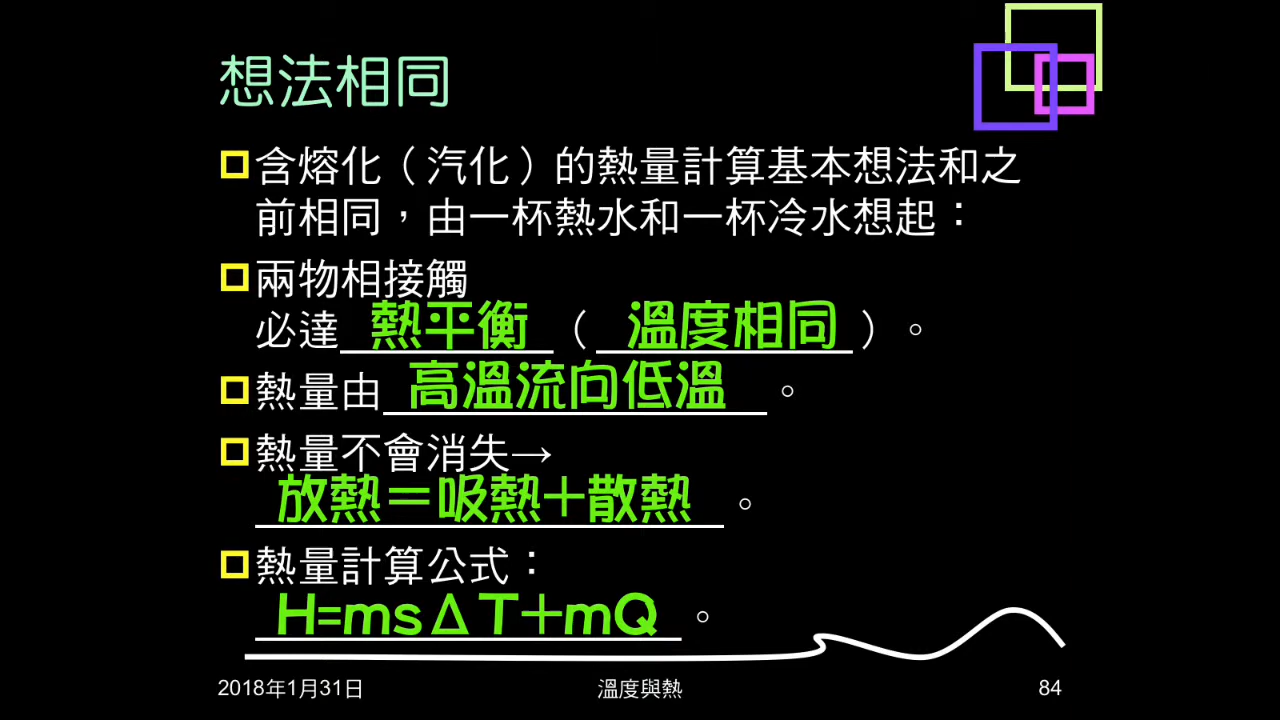 想法相同
含熔化（汽化）的熱量計算基本想法和之
前相同，由一杯熱水和一杯冷水想起：
兩物相接觸
必達熱平衡（溫度相同）。
熱量由高溫流向低溫。
熱量不會消失→
放熱＝吸熱＋散熱。
熱量計算公式：
H=msΔT＋mQ。
2018年1月31日 溫度與熱 84